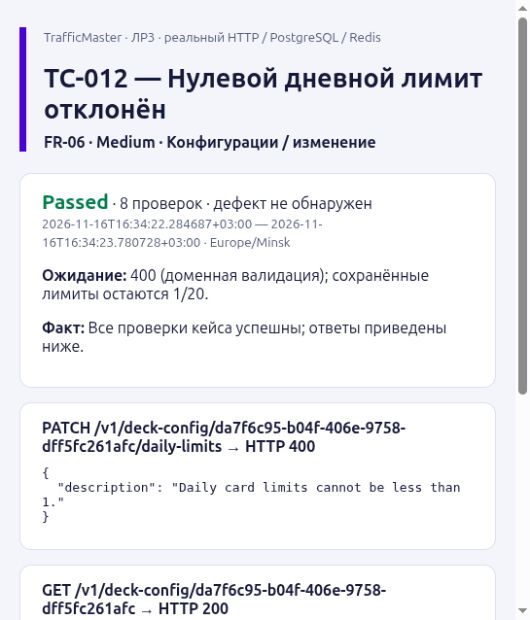 TrafficMaster · ЛР3 · реальный HTTP / PostgreSQL / Redis
TC-012 — Нулевой дневной лимит
отклонён
FR-06 · Medium · Конфигурации / изменение
Passed · 8 проверок · дефект не обнаружен
2026-11-16T16:34:22.284687+03:00 — 2026-11-
16T16:34:23.780728+03:00 · Europe/Minsk
Ожидание: 400 (доменная валидация); сохранённые
лимиты остаются 1/20.
Факт: Все проверки кейса успешны; ответы приведены
ниже.
PATCH /v1/deck-config/da7f6c95-b04f-406e-9758-
dff5fc261afc/daily-limits → HTTP 400
{
  "description": "Daily card limits cannot be less than
1."
}
GET /v1/deck-config/da7f6c95-b04f-406e-9758-
dff5fc261afc → HTTP 200